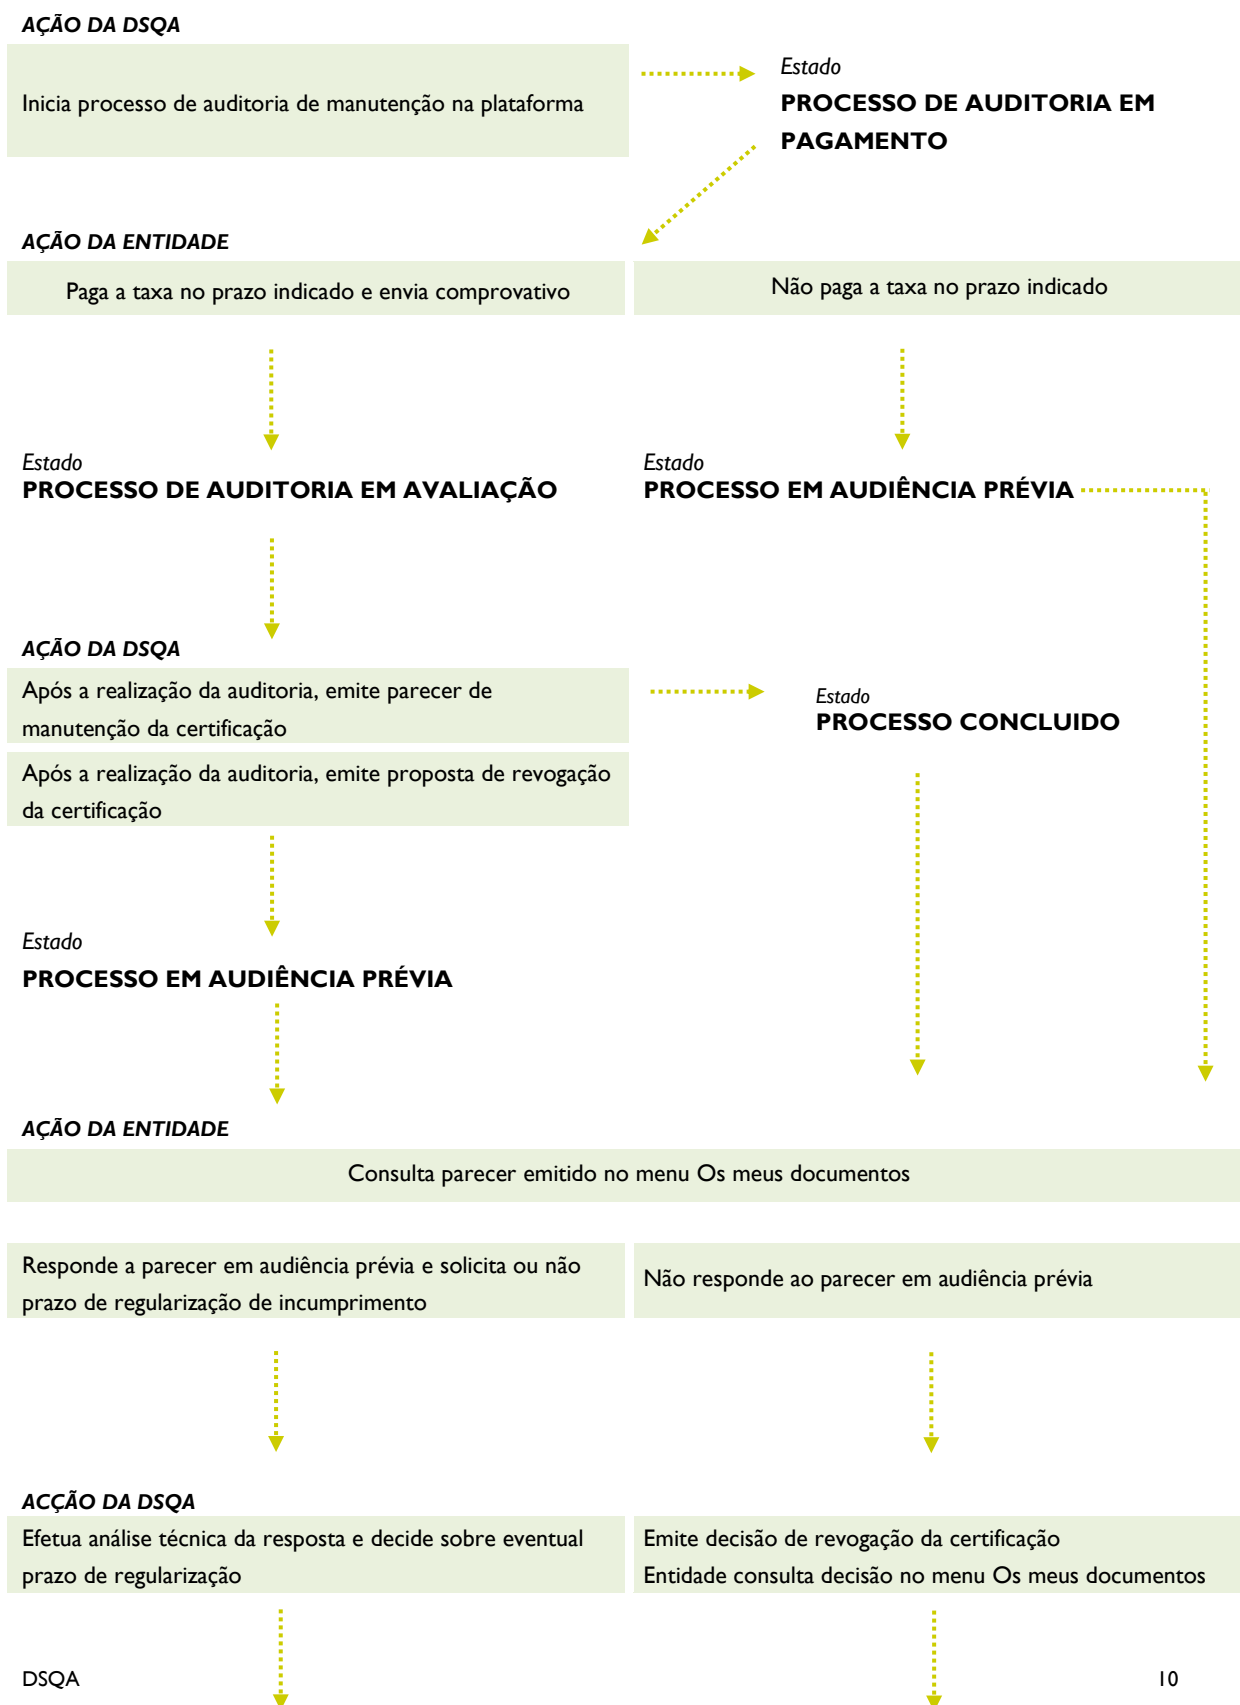 AÇÃO DA DSQA
Inicia processo de auditoria de manutenção na plataforma
Estado
PROCESSO DE AUDITORIA EM
PAGAMENTO
AÇÃO DA ENTIDADE
Paga a taxa no prazo indicado e envia comprovativo
Não paga a taxa no prazo indicado
Estado
PROCESSO DE AUDITORIA EM AVALIAÇÃO
Estado
PROCESSO EM AUDIÊNCIA PRÉVIA
AÇÃO DA DSQA
Após a realização da auditoria, emite parecer de
manutenção da certificação
Estado
PROCESSO CONCLUIDO
Após a realização da auditoria, emite proposta de revogação
da certificação
Estado
PROCESSO EM AUDIÊNCIA PRÉVIA
AÇÃO DA ENTIDADE
Consulta parecer emitido no menu Os meus documentos
Responde a parecer em audiência prévia e solicita ou não
prazo de regularização de incumprimento
Não responde ao parecer em audiência prévia
ACÇÃO DA DSQA
Efetua análise técnica da resposta e decide sobre eventual
prazo de regularização
Emite decisão de revogação da certificação
Entidade consulta decisão no menu Os meus documentos
DSQA
10